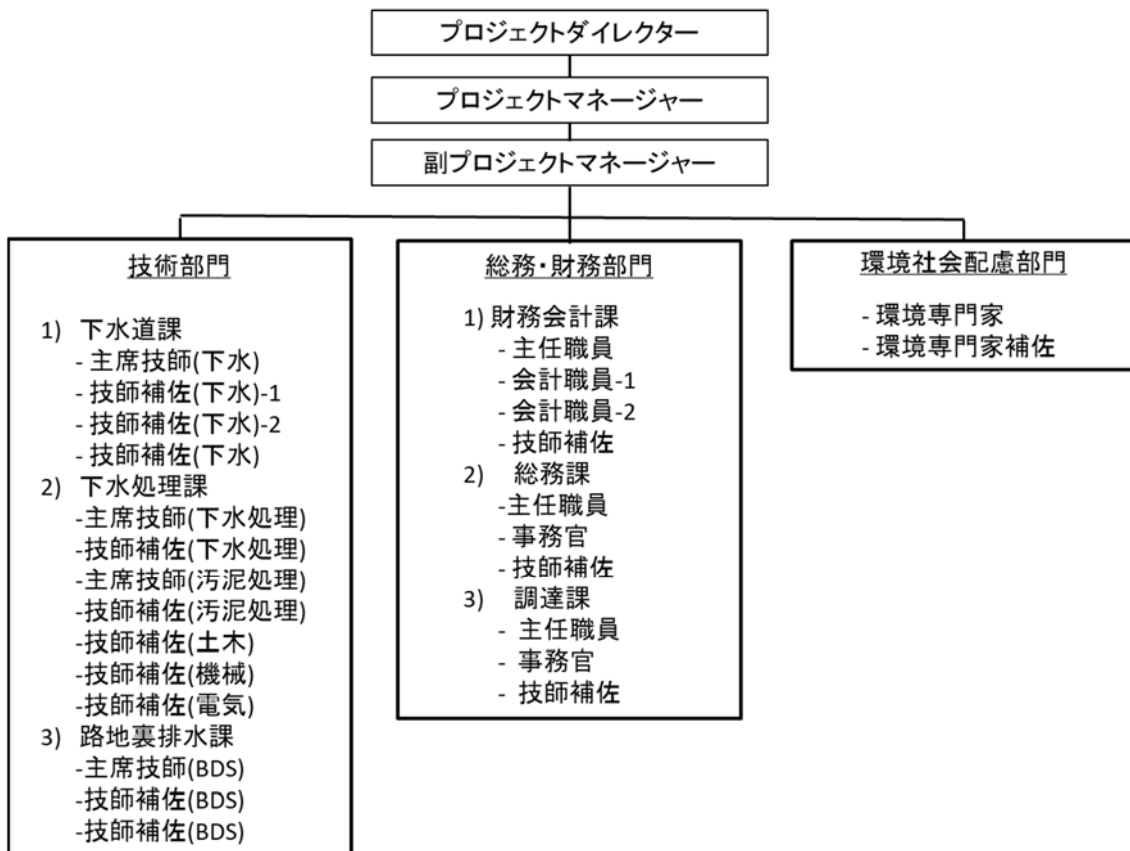 プロジェクトダイレクター
プロジェクトマネージャー
副プロジェクトマネージャー
技術部門
1) 下水道課
- 主席技師(下水)
- 技師補佐(下水)-1
- 技師補佐(下水)-2
- 技師補佐(下水)
2) 下水処理課
-主席技師(下水処理)
-技師補佐(下水処理)
-主席技師(汚泥処理)
-技師補佐(汚泥処理)
-技師補佐(土木)
-技師補佐(機械)
-技師補佐(電気)
3) 路地裏排水課
-主席技師(BDS)
-技師補佐(BDS)
-技師補佐(BDS)
総務・財務部門
1) 財務会計課
- 主任職員
- 会計職員-1
- 会計職員-2
- 技師補佐
2) 総務課
-主任職員
- 事務官
- 技師補佐
3) 調達課
- 主任職員
- 事務官
- 技師補佐
環境社会配慮部門
- 環境専門家
- 環境専門家補佐